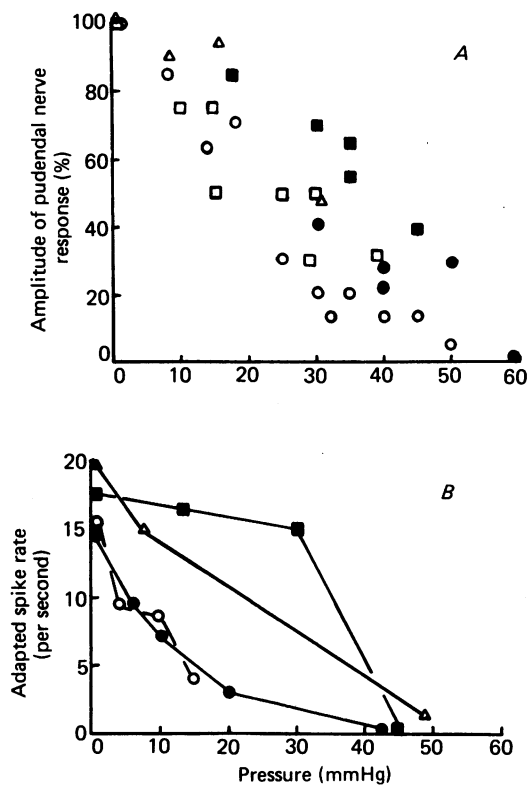 A
Amplitude of pudendal nerve
response (%)
100
80
60
40
20
0
0 10 20 30 40 50 60
B
Adapted spike rate
(per second)
20
15
10
5
0
0 10 20 30 40 50 60
Pressure (mmHg)